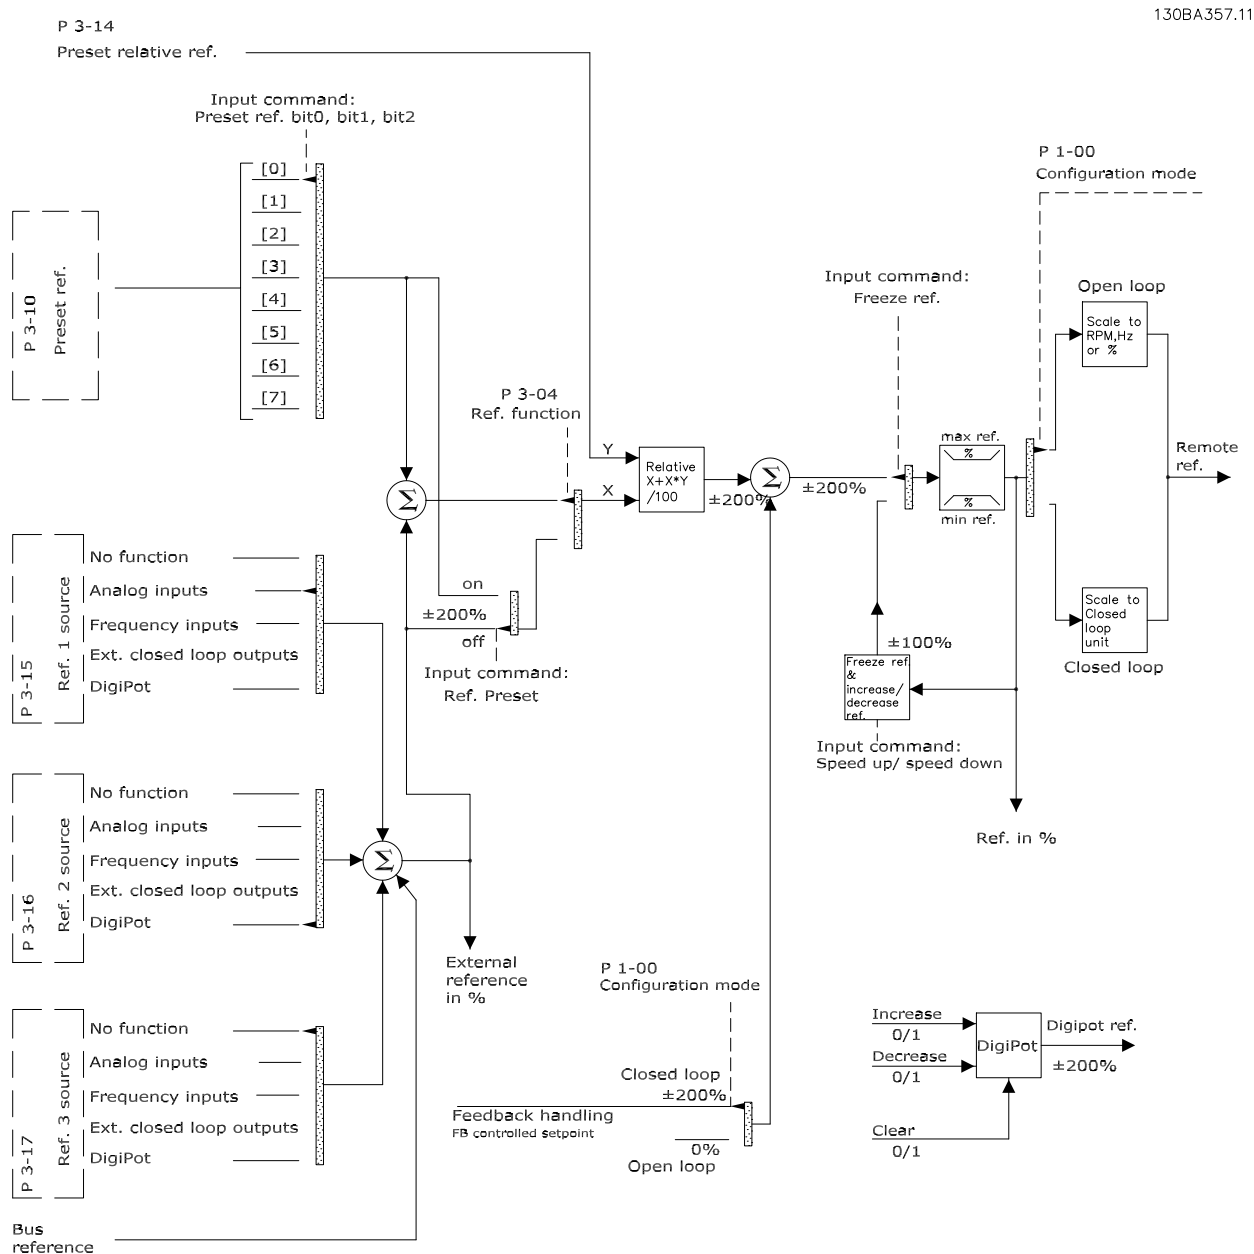 130BA357.11
P 3-14
Preset relative ref.
Input command:
Preset ref. bit0, bit1, bit2
[0]
[1]
[2]
[3]
[4]
[5]
[6]
[7]
P 3-10
Preset ref.
P 1-00
Configuration mode
Input command:
Freeze ref.
Open loop
Scale to
RPM,Hz
or %
P 3-04
Ref. function
Y
X
Relative
X+X*Y
/100
±200%
Σ
±200%
max ref.
%
%
min ref.
Remote
ref.
Σ
No function
Analog inputs
Frequency inputs
Ext. closed loop outputs
DigiPot
P 3-15
Ref. 1 source
on
±200%
off
Input command:
Ref. Preset
±100%
Freeze ref.
&
increase/
decrease
ref.
Input command:
Speed up/ speed down
Scale to
Closed
loop
unit
Closed loop
Ref. in %
No function
Analog inputs
Frequency inputs
Ext. closed loop outputs
DigiPot
P 3-16
Ref. 2 source
Σ
External
reference
in %
P 1-00
Configuration mode
Closed loop
±200%
Feedback handling
FB controlled setpoint
0%
Open loop
Increase
0/1
Decrease
0/1
Clear
0/1
DigiPot
Digipot ref.
±200%
No function
Analog inputs
Frequency inputs
Ext. closed loop outputs
DigiPot
P 3-17
Ref. 3 source
Bus
reference